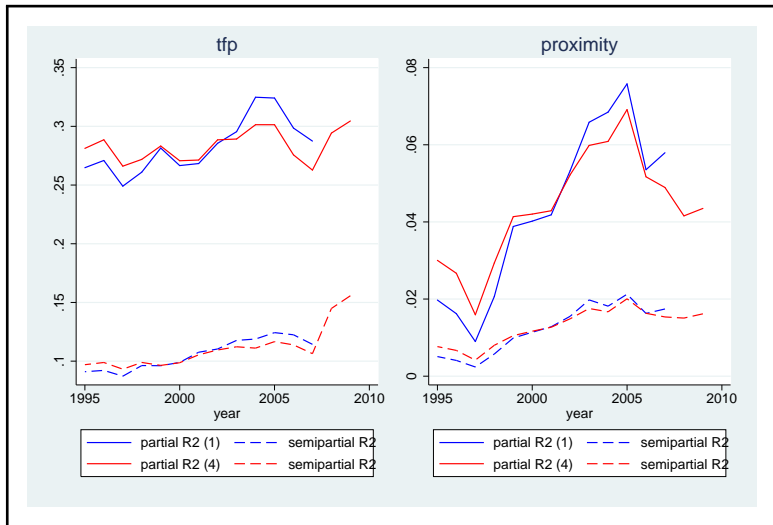 tfp
.35
.3
.25
.2
.15
.1
1995 2000 2005 2010
year
partial R2 (1) semipartial R2
partial R2 (4) semipartial R2
proximity
.08
.06
.04
.02
0
1995 2000 2005 2010
year
partial R2 (1) semipartial R2
partial R2 (4) semipartial R2